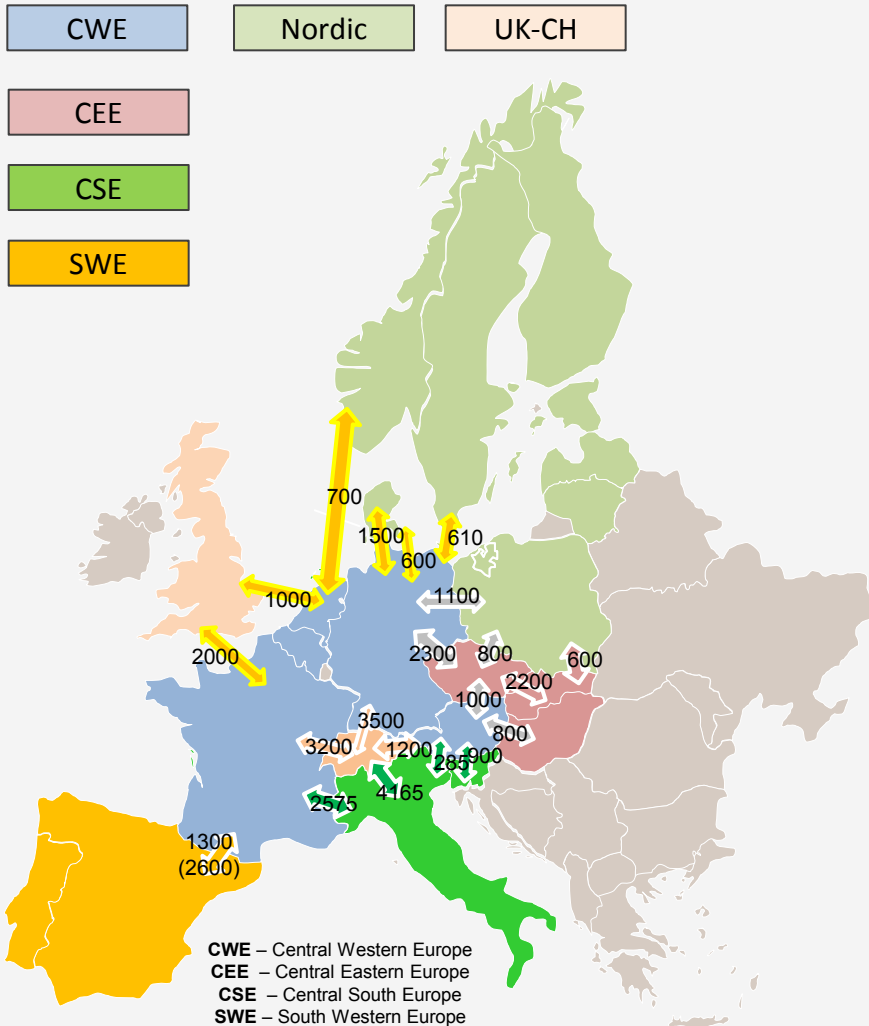 CWE
Nordic
UK-CH
CEE
CSE
SWE
700
1500
600
610
1000
1100
2000
2300
800
600
2200
1000
3500
800
3200
1200
285
900
4165
2575
1300
(2600)
CWE – Central Western Europe
CEE – Central Eastern Europe
CSE – Central South Europe
SWE – South Western Europe